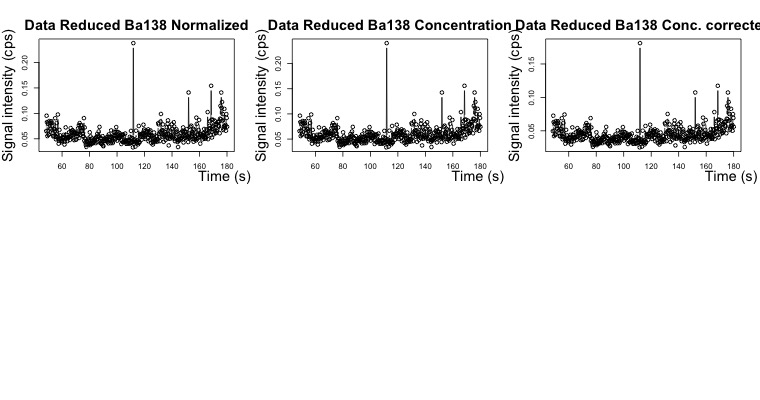 Data Reduced Ba138 Normalized
Signal intensity (cps)
0.05 0.10 0.15 0.20
60 80 100 120 140 160 180
Time (s)
Data Reduced Ba138 Concentration
Signal intensity (cps)
0.05 0.10 0.15 0.20
60 80 100 120 140 160 180
Time (s)
Data Reduced Ba138 Conc. correcte
Signal intensity (cps)
0.05 0.10 0.15
60 80 100 120 140 160 180
Time (s)